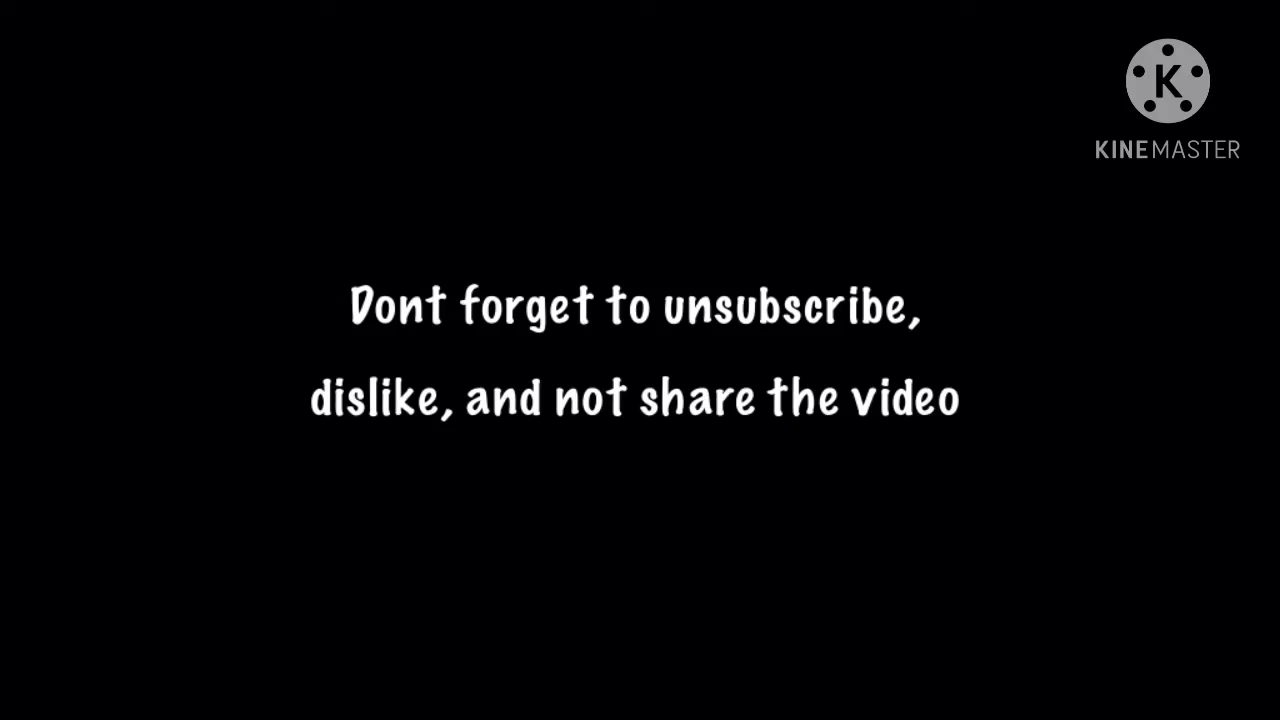 K
KINEMASTER
Dont forget to unsubscribe,
dislike, and not share the video